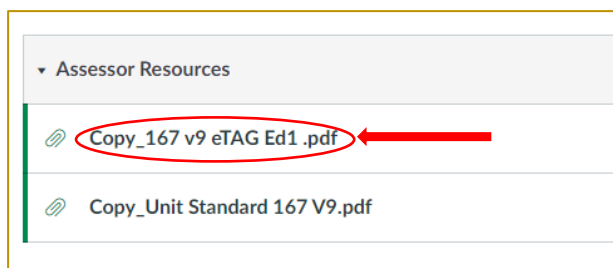 Assessor Resources
Copy_167 v9 eTAG Ed1 .pdf
Copy_Unit Standard 167 V9.pdf